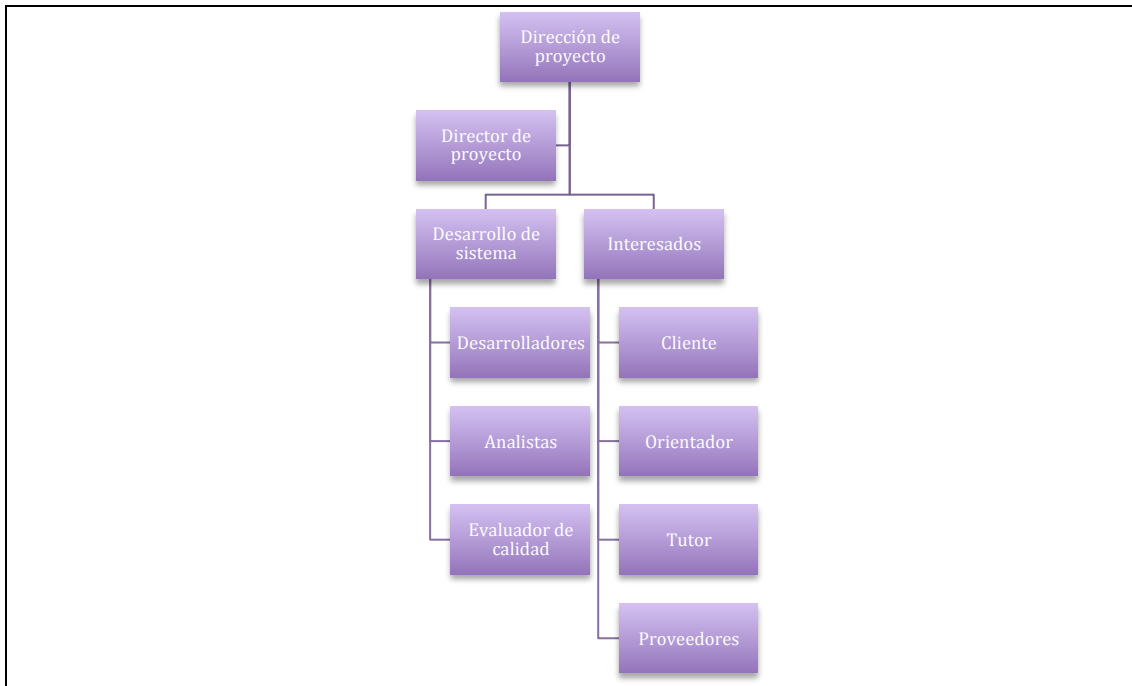 Dirección de
proyecto
Director de
proyecto
Desarrollo de
sistema
Interesados
Desarrolladores
Cliente
Analistas
Orientador
Evaluador de
calidad
Tutor
Proveedores